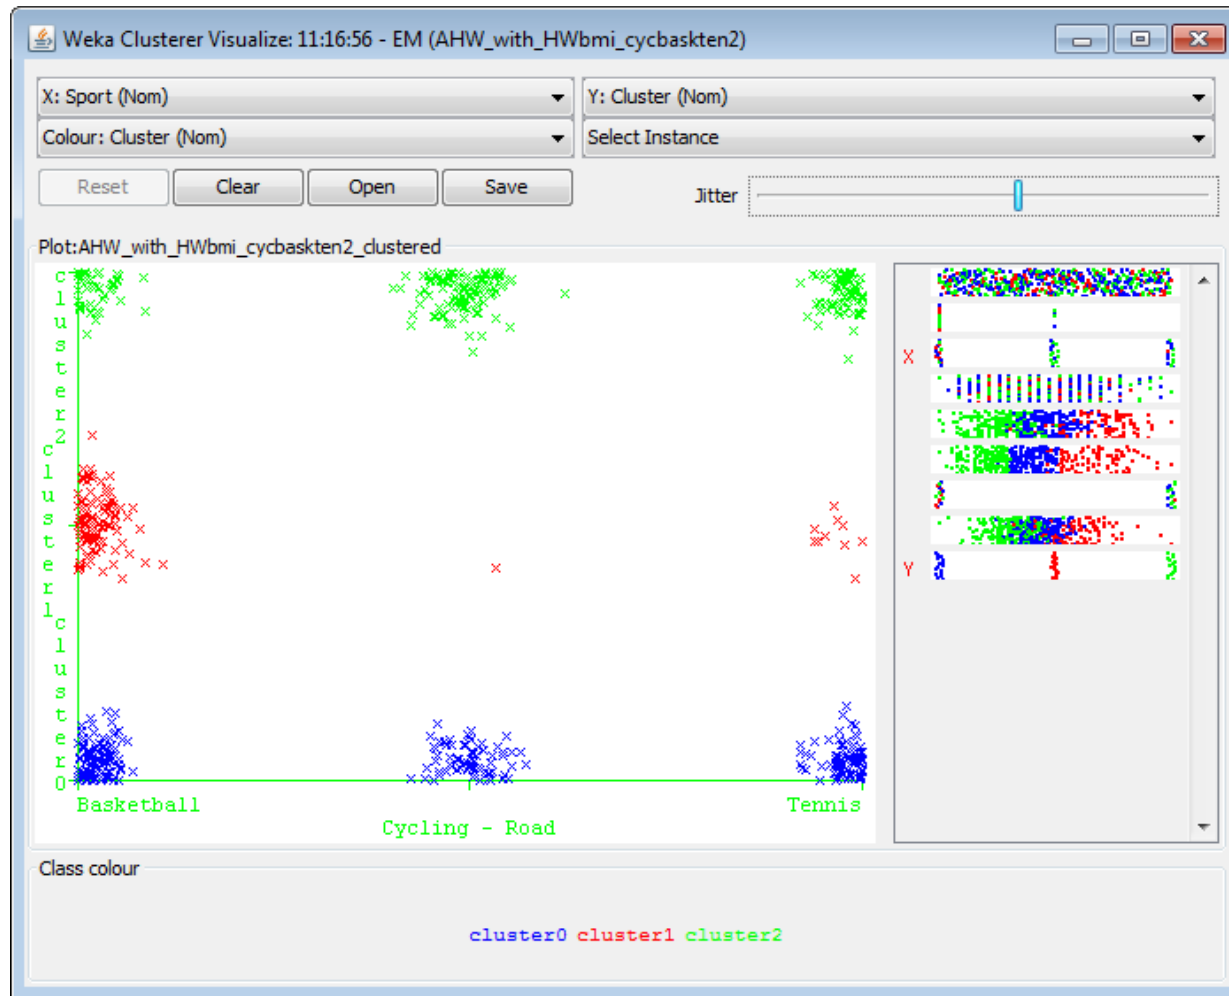 Weka Clusterer Visualize: 11:16:56 - EM (AHW_with_HWbmi_cycbaskten2)
X: Sport (Nom)
Y: Cluster (Nom)
Colour: Cluster (Nom)
Select Instance
Reset
Clear
Open
Save
Jitter
Plot:AHW_with_HWbmi_cycbaskten2_clustered
cluster2
cluster1
cluster0
Basketball
Cycling - Road
Tennis
X
Y
Class colour
cluster0 cluster1 cluster2